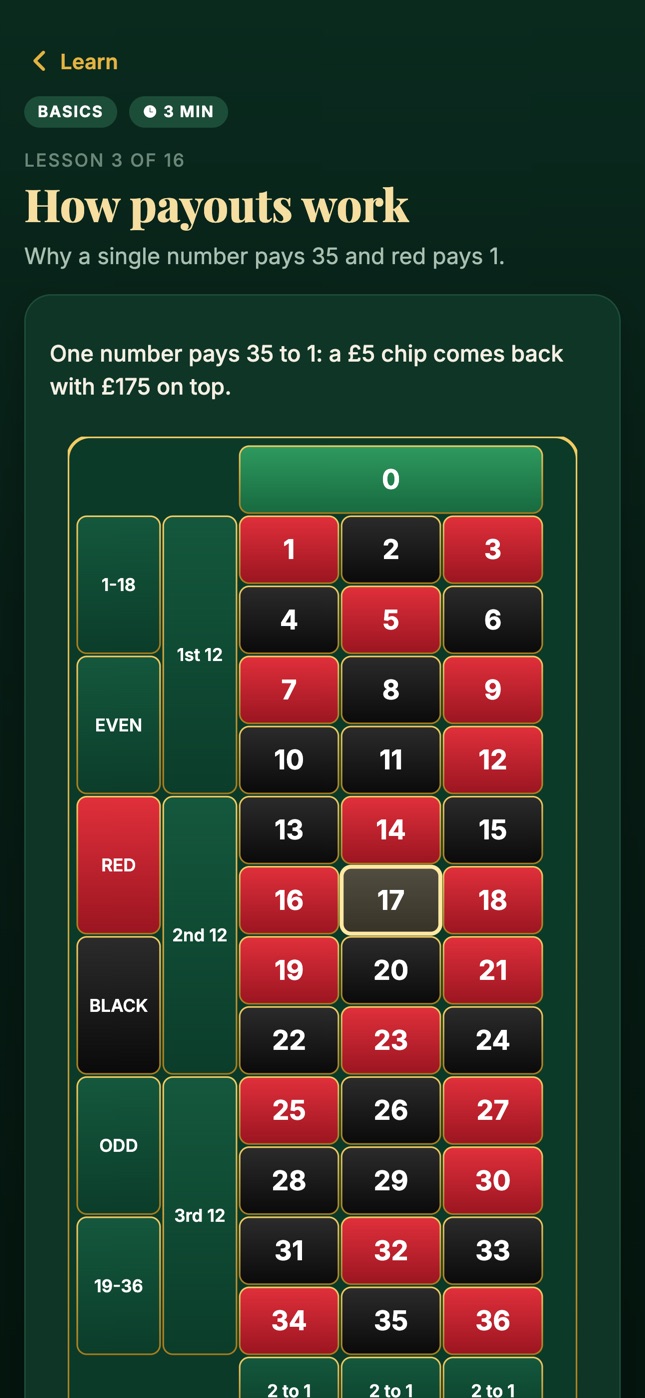 Learn
BASICS
3 MIN
LESSON 3 OF 16
How payouts work
Why a single number pays 35 and red pays 1.
One number pays 35 to 1: a £5 chip comes back
with £175 on top.
0
1 2 3
1-18
4 5 6
1st 12
7 8 9
EVEN
10 11 12
13 14 15
RED
16 17 18
2nd 12
19 20 21
BLACK
22 23 24
25 26 27
ODD
28 29 30
3rd 12
31 32 33
19-36
34 35 36
2 to 1 2 to 1 2 to 1